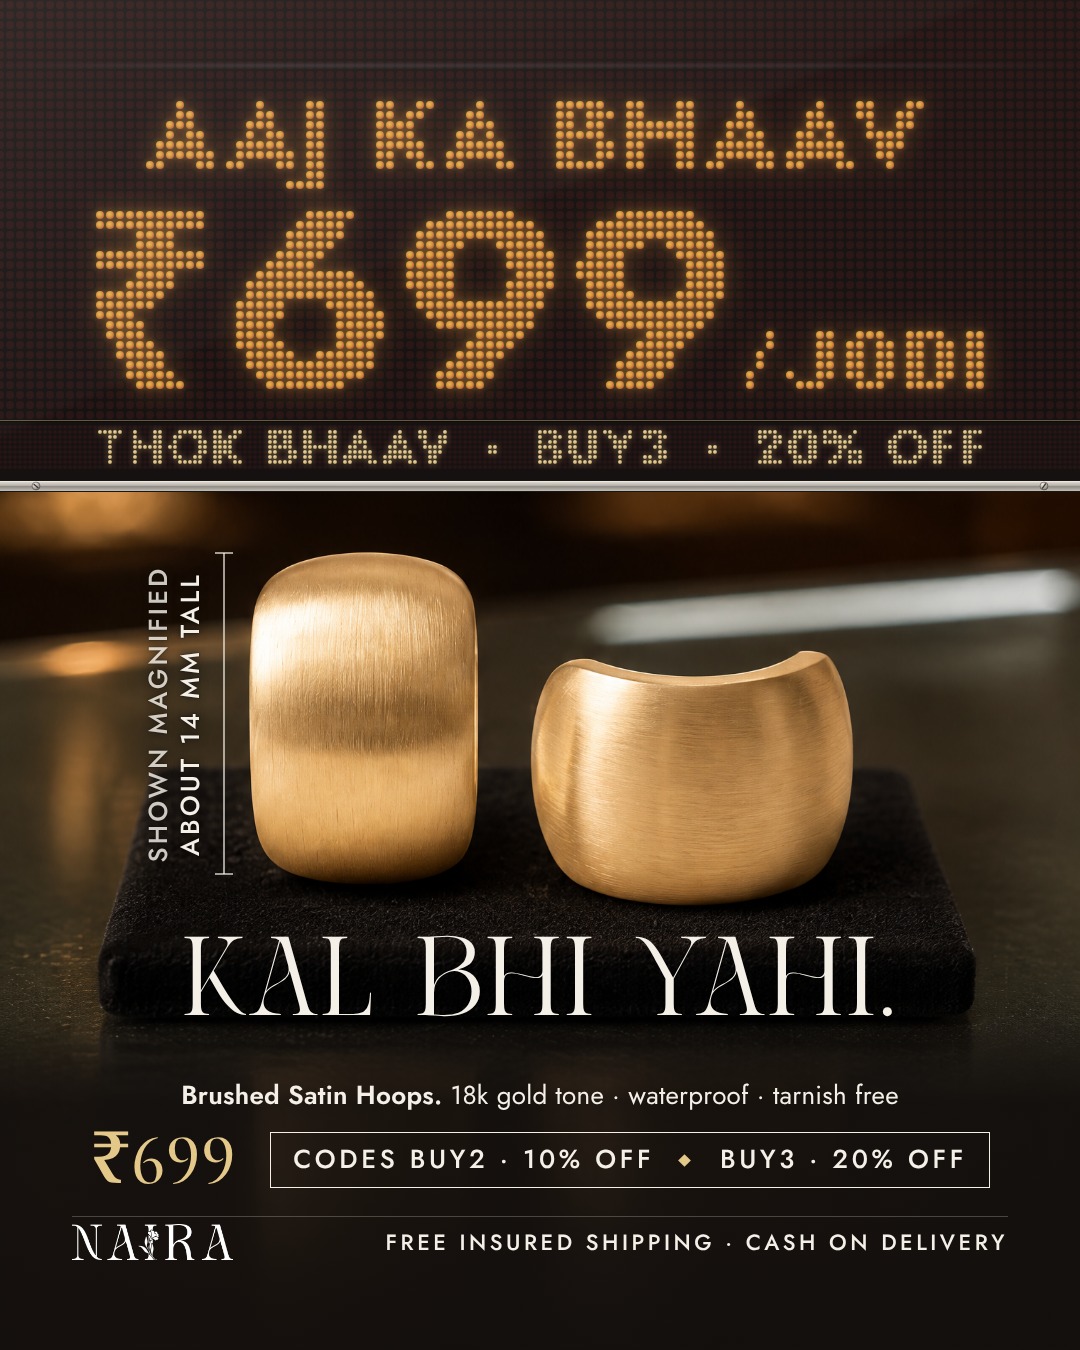 AAJ KA BHAAV
₹699 /JODI
THOK BHAAV · BUY3 · 20% OFF
SHOWN MAGNIFIED
ABOUT 14 MM TALL
KAL BHI YAHI.
Brushed Satin Hoops. 18k gold tone · waterproof · tarnish free
₹699
CODES BUY2 · 10% OFF ◆ BUY3 · 20% OFF
NAIRA
FREE INSURED SHIPPING · CASH ON DELIVERY